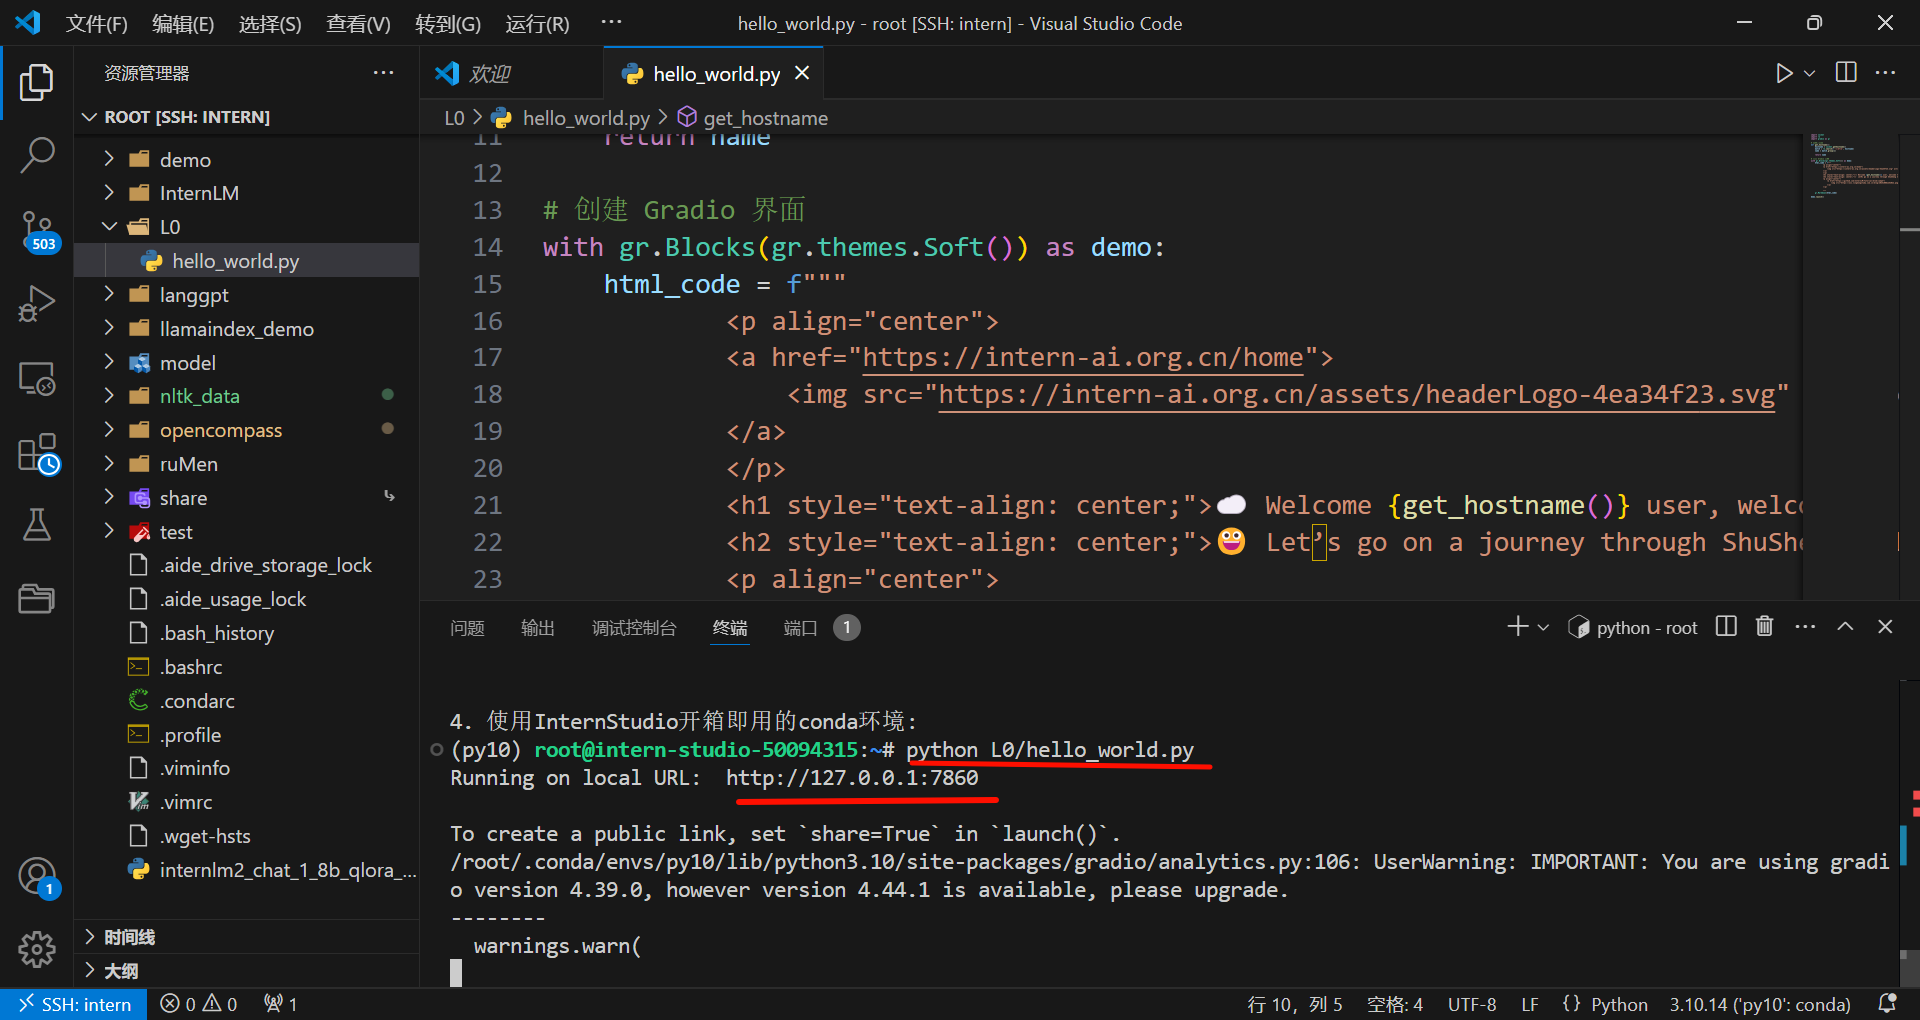 文件(F) 编辑(E) 选择(S) 查看(V) 转到(G) 运行(R) ··· hello_world.py - root [SSH: intern] - Visual Studio Code
资源管理器 ···
欢迎 hello_world.py
ROOT [SSH: INTERN]
L0 > hello_world.py > get_hostname
demo
InternLM
L0
hello_world.py
langgpt
llamaindex_demo
model
nltk_data
opencompass
ruMen
share
test
.aide_drive_storage_lock
.aide_usage_lock
.bash_history
.bashrc
.condarc
.profile
.viminfo
.vimrc
.wget-hsts
internlm2_chat_1_8b_qlora_...
时间线
大纲
503
1
11 return name
12
13 # 创建 Gradio 界面
14 with gr.Blocks(gr.themes.Soft()) as demo:
15 html_code = f"""
16 <p align="center">
17 <a href="https://intern-ai.org.cn/home">
18 <img src="https://intern-ai.org.cn/assets/headerLogo-4ea34f23.svg"
19 </a>
20 </p>
21 <h1 style="text-align: center;">☁️ Welcome {get_hostname()} user, welc
22 <h2 style="text-align: center;">😀 Let’s go on a journey through ShuSh
23 <p align="center">
问题 输出 调试控制台 终端 端口 1
python - root
4. 使用InternStudio开箱即用的conda环境:
(py10) root@intern-studio-50094315:~# python L0/hello_world.py
Running on local URL:  http://127.0.0.1:7860
To create a public link, set `share=True` in `launch()`.
/root/.conda/envs/py10/lib/python3.10/site-packages/gradio/analytics.py:106: UserWarning: IMPORTANT: You are using gradi
o version 4.39.0, however version 4.44.1 is available, please upgrade.
--------
warnings.warn(
SSH: intern 0 0 1 行 10，列 5 空格: 4 UTF-8 LF {} Python 3.10.14 ('py10': conda)